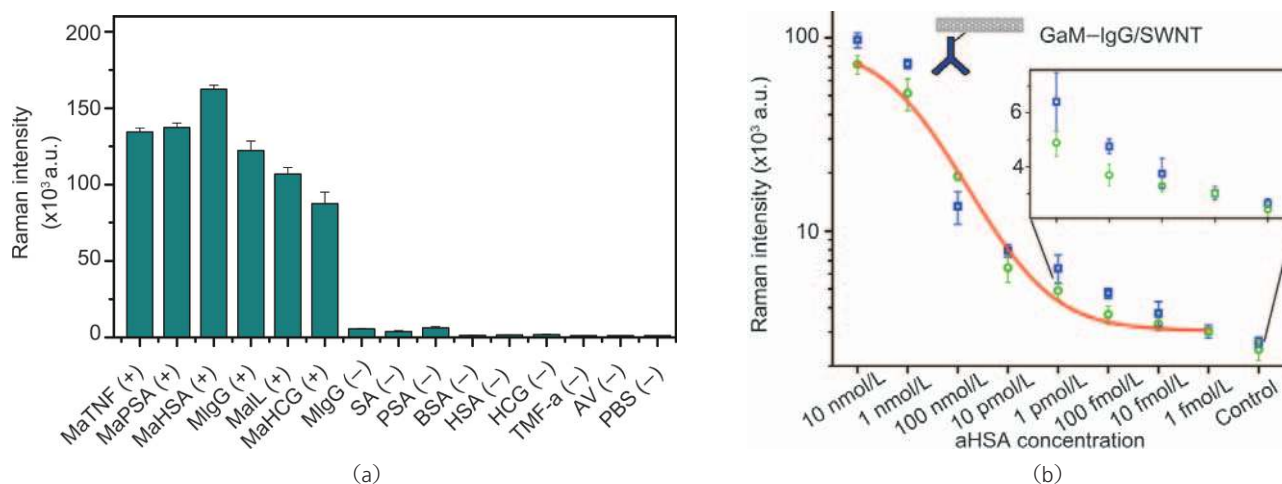 200
150
100
50
0
Raman intensity
(x10³ a.u.)
MaTNF (+)
MaPSA (+)
MaHSA (+)
MIgG (+)
MaIL (+)
MaHCG (+)
MIgG (−)
SA (−)
PSA (−)
BSA (−)
HSA (−)
HCG (−)
TMF-a (−)
AV (−)
PBS (−)
(a)
100
10
Raman intensity (x10³ a.u.)
GaM−IgG/SWNT
6
4
10 nmol/L
1 nmol/L
100 nmol/L
10 pmol/L
1 pmol/L
100 fmol/L
10 fmol/L
1 fmol/L
Control
aHSA concentration
(b)